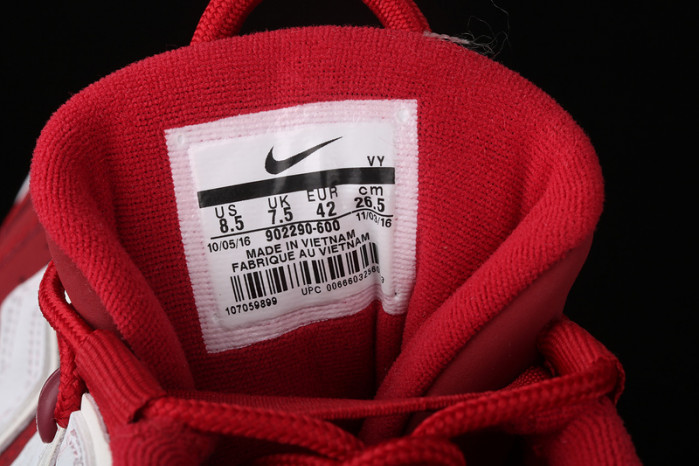 VY
US UK EUR cm
8.5 7.5 42 26.5
10/05/16 902290-600 11/03/16
MADE IN VIETNAM
FABRIQUE AU VIETNAM
107059899 UPC